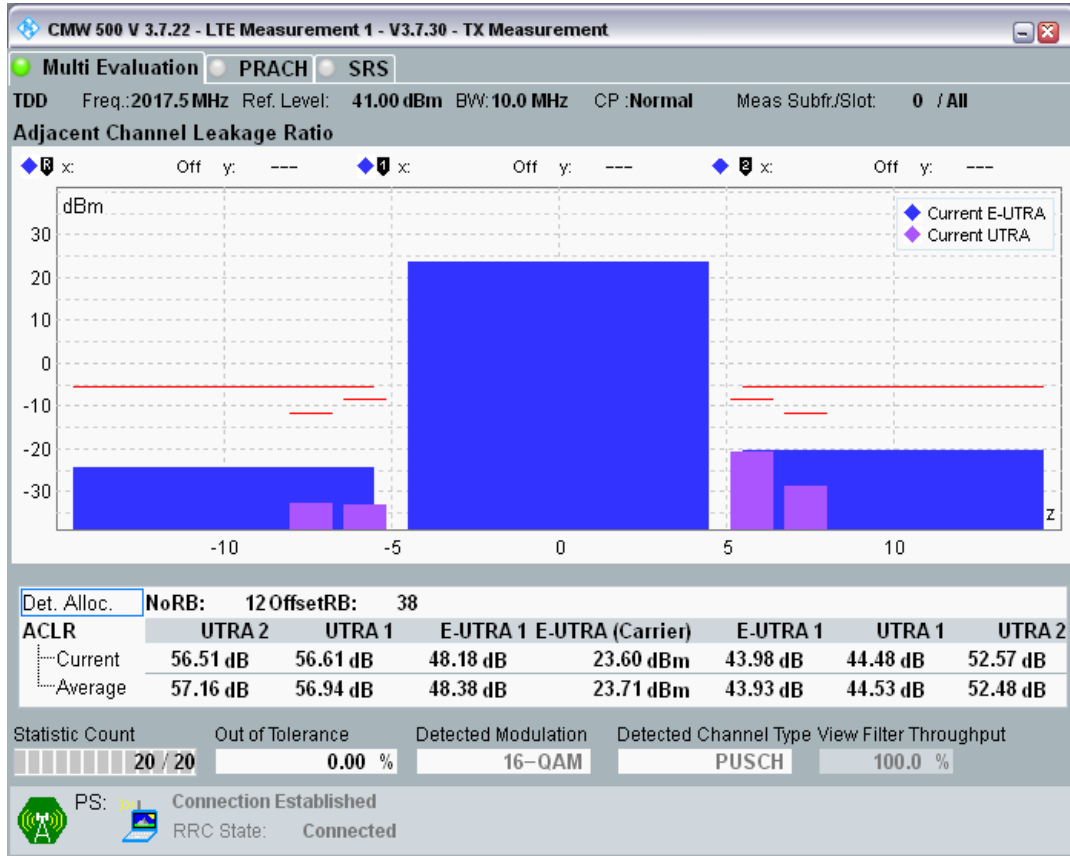 CMW 500 V 3.7.22 - LTE Measurement 1 - V3.7.30 - TX Measurement
Multi Evaluation PRACH SRS
TDD Freq.:2017.5 MHz Ref. Level: 41.00 dBm BW: 10.0 MHz CP :Normal Meas Subfr./Slot: 0 / All
Adjacent Channel Leakage Ratio
R x: Off y: --- 1 x: Off y: --- 2 x: Off y: ---
dBm
Current E-UTRA
Current UTRA
30
20
10
0
-10
-20
-30
z
-10 -5 0 5 10
Det. Alloc. NoRB: 12 OffsetRB: 38
ACLR UTRA 2 UTRA 1 E-UTRA 1 E-UTRA (Carrier) E-UTRA 1 UTRA 1 UTRA 2
Current 56.51 dB 56.61 dB 48.18 dB 23.60 dBm 43.98 dB 44.48 dB 52.57 dB
Average 57.16 dB 56.94 dB 48.38 dB 23.71 dBm 43.93 dB 44.53 dB 52.48 dB
Statistic Count Out of Tolerance Detected Modulation Detected Channel Type View Filter Throughput
20 / 20 0.00 % 16-QAM PUSCH 100.0 %
PS: Connection Established
RRC State: Connected